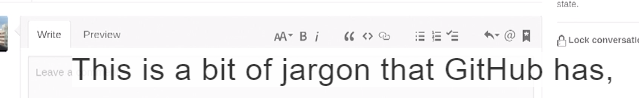 state.
Write Preview AA B i
Lock conversatio
Leave a
This is a bit of jargon that GitHub has,